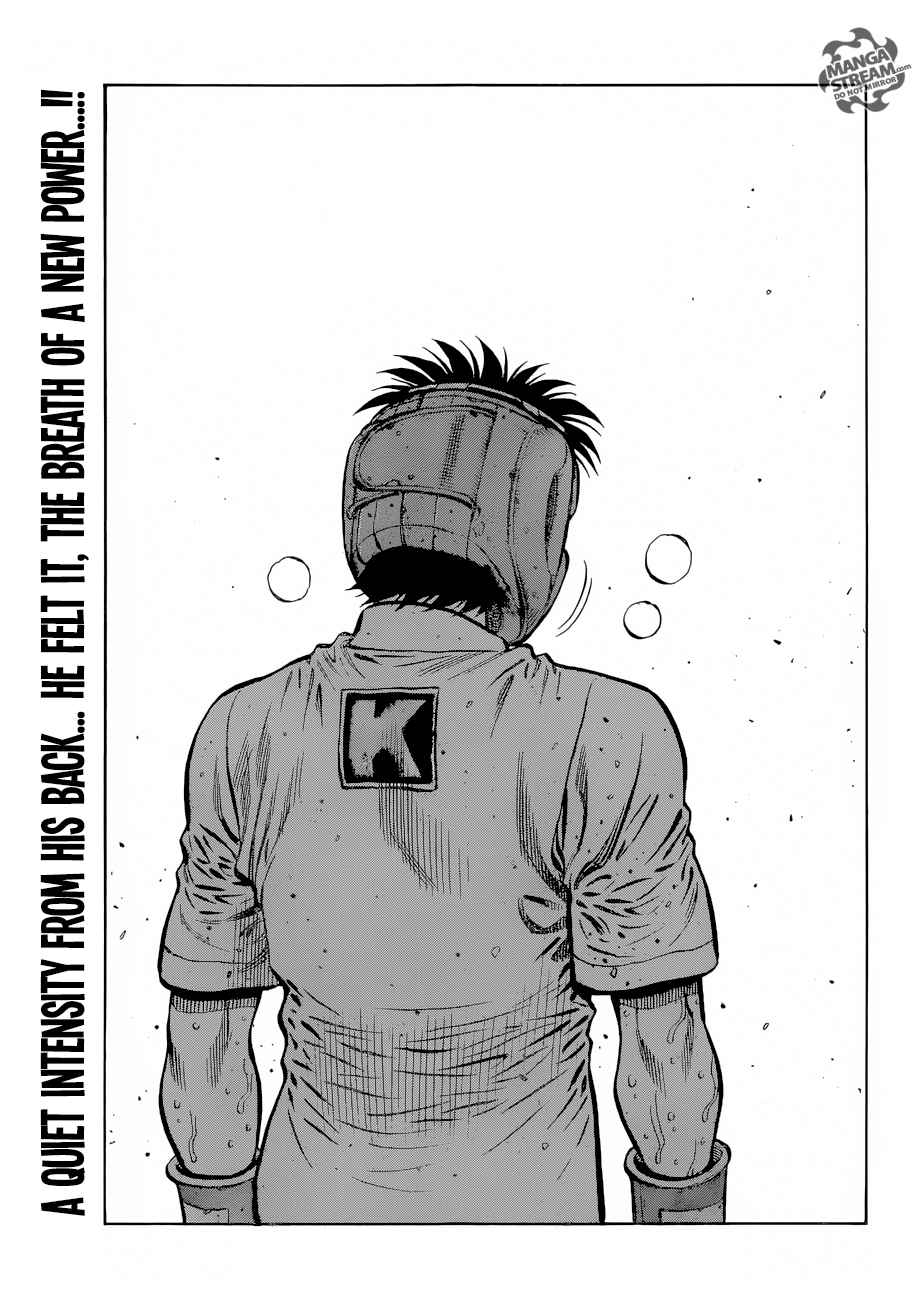 MANGA
STREAM.com
DO NOT MIRROR
A QUIET INTENSITY FROM HIS BACK... HE FELT IT, THE BREATH OF A NEW POWER.....!!
K